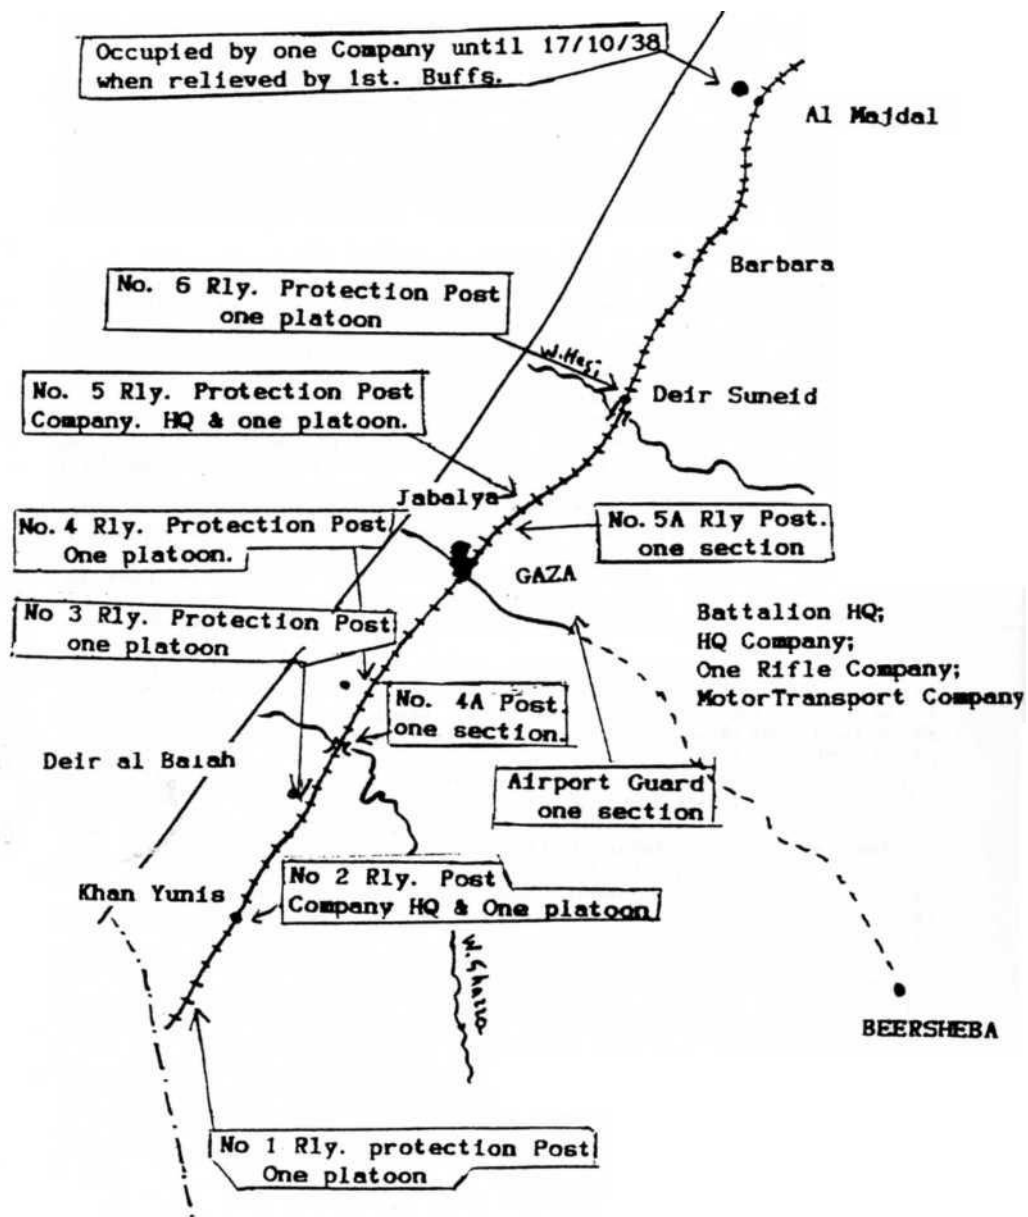 Occupied by one Company until 17/10/38
when relieved by 1st. Buffs.
Al Majdal
Barbara
No. 6 Rly. Protection Post
one platoon
W. Hesi
No. 5 Rly. Protection Post
Company. HQ & one platoon.
Deir Suneid
Jabalya
No. 4 Rly. Protection Post
One platoon.
No. 5A Rly Post.
one section
GAZA
No 3 Rly. Protection Post
one platoon
Battalion HQ;
HQ Company;
One Rifle Company;
MotorTransport Company
No. 4A Post.
one section.
Deir al Balah
Airport Guard
one section
No 2 Rly. Post
Company HQ & One platoon
Khan Yunis
W. Ghazza
BEERSHEBA
No 1 Rly. protection Post
One platoon